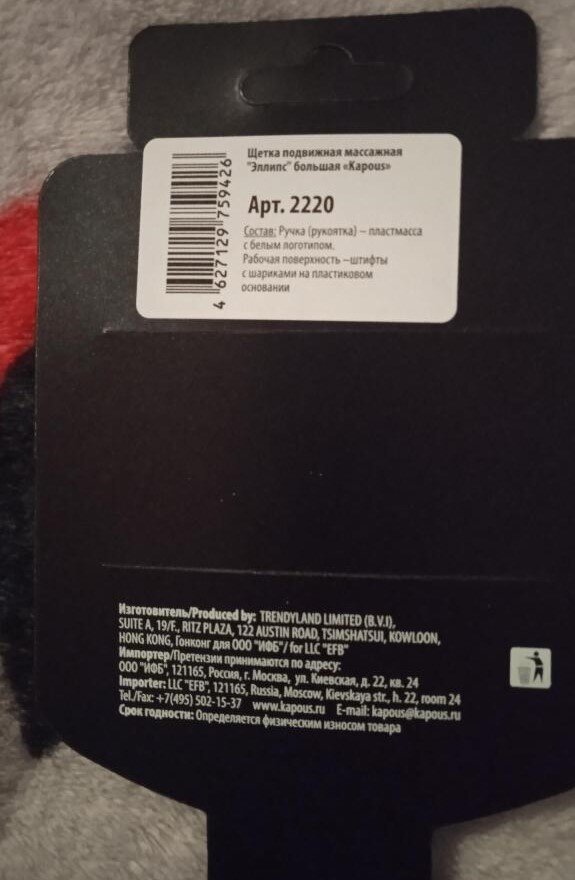 Щетка подвижная массажная
"Эллипс" большая «Kapous»
Арт. 2220
Состав: Ручка (рукоятка) – пластмасса
с белым логотипом.
Рабочая поверхность –штифты
с шариками на пластиковом
основании
4 627129 759426
Изготовитель/Produced by: TRENDYLAND LIMITED (B.V.I),
SUITE A, 19/F., RITZ PLAZA, 122 AUSTIN ROAD, TSIMSHATSUI, KOWLOON,
HONG KONG, Гонконг для ООО "ИФБ"/ for LLC "EFB"
Импортер/Претензии принимаются по адресу:
ООО "ИФБ", 121165, Россия, г. Москва, ул. Киевская, д. 22, кв. 24
Importer: LLC "EFB", 121165, Russia, Moscow, Kievskaya str., h. 22, room 24
Tel./Fax: +7(495) 502-15-37 www.kapous.ru E-mail: kapous@kapous.ru
Срок годности: Определяется физическим износом товара